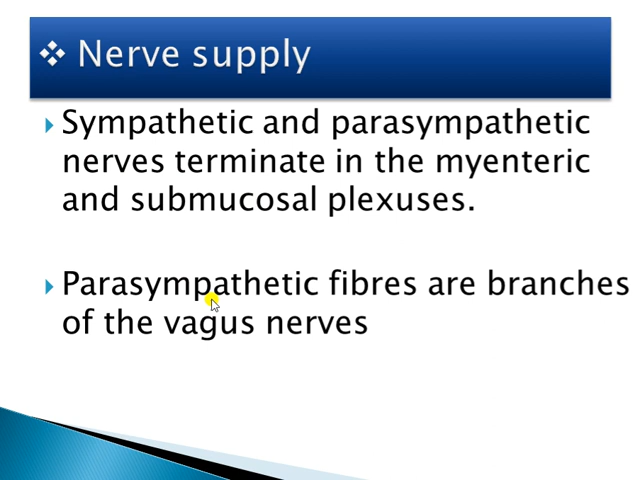 Nerve supply
Sympathetic and parasympathetic
nerves terminate in the myenteric
and submucosal plexuses.
Parasympathetic fibres are branches
of the vagus nerves